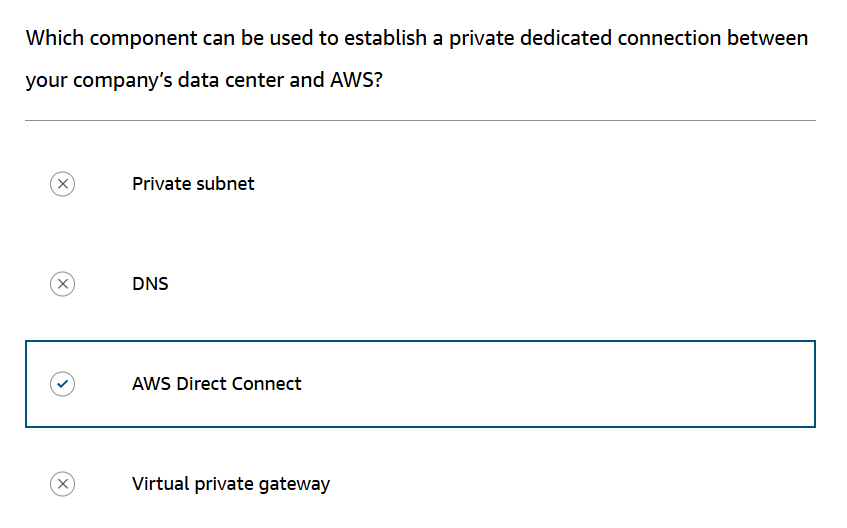 Which component can be used to establish a private dedicated connection between
your company’s data center and AWS?
Private subnet
DNS
AWS Direct Connect
Virtual private gateway